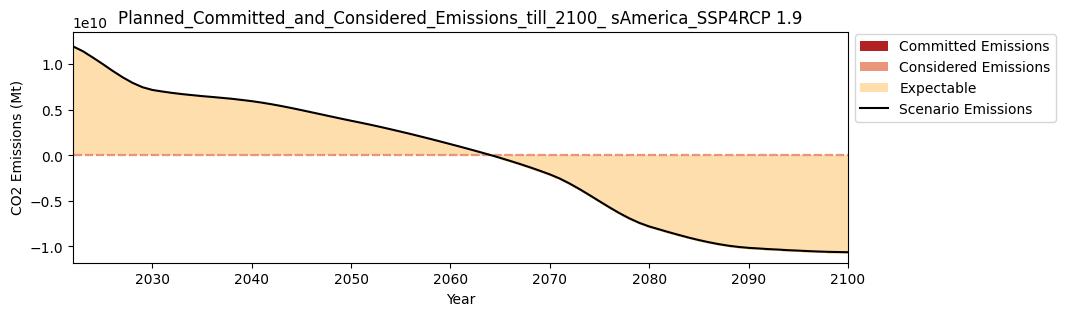 Planned_Committed_and_Considered_Emissions_till_2100_ sAmerica_SSP4RCP 1.9
1e10
1.0
0.5
0.0
−0.5
−1.0
CO2 Emissions (Mt)
2030 2040 2050 2060 2070 2080 2090 2100
Year
Committed Emissions
Considered Emissions
Expectable
Scenario Emissions